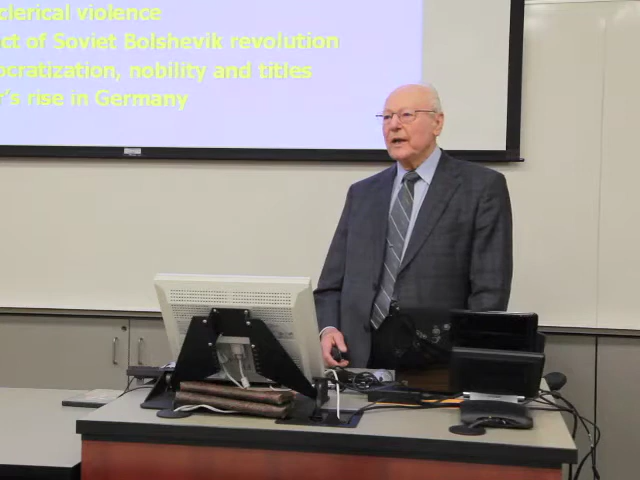 clerical violence
ct of Soviet Bolshevik revolution
ocratization, nobility and titles
r's rise in Germany